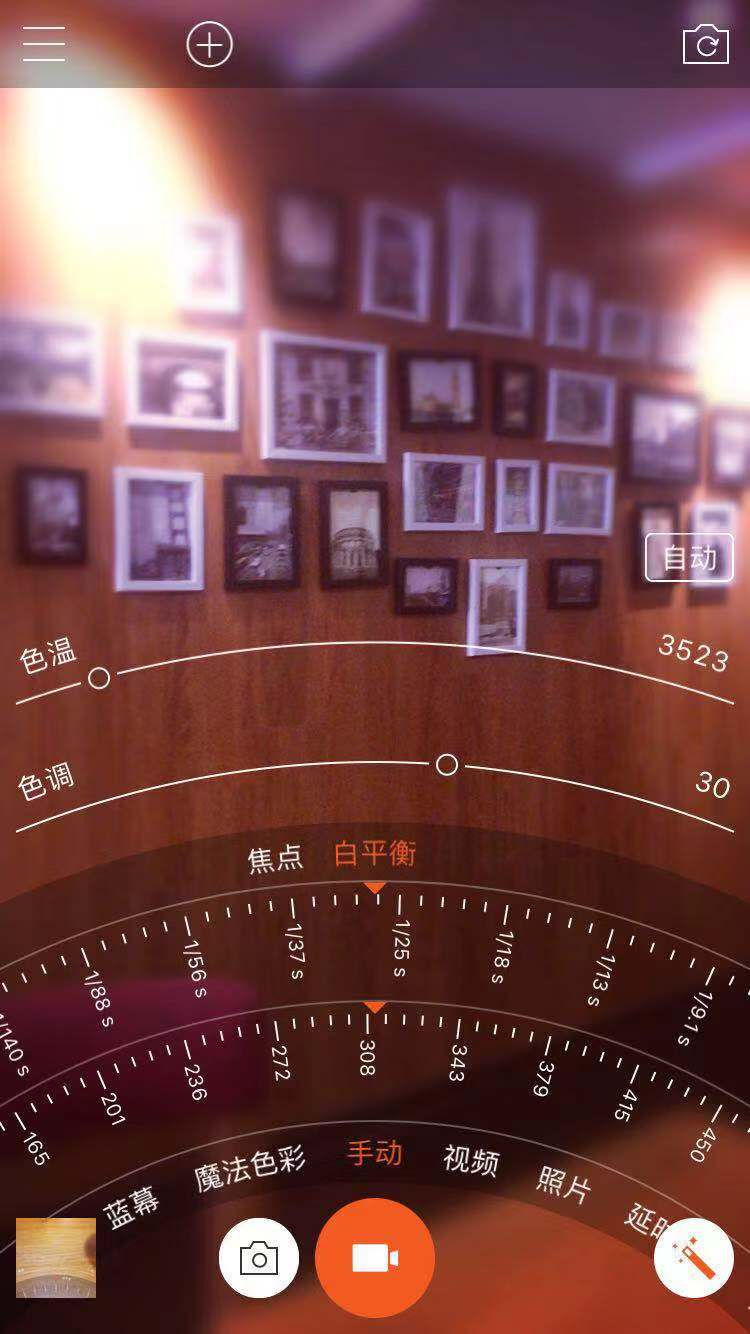 自动
色温
3523
色调
30
焦点 白平衡
1/140 s 1/88 s 1/56 s 1/37 s 1/25 s 1/18 s 1/13 s 1/9.1 s
165 201 236 272 308 343 379 415 450
蓝幕 魔法色彩 手动 视频 照片 延时